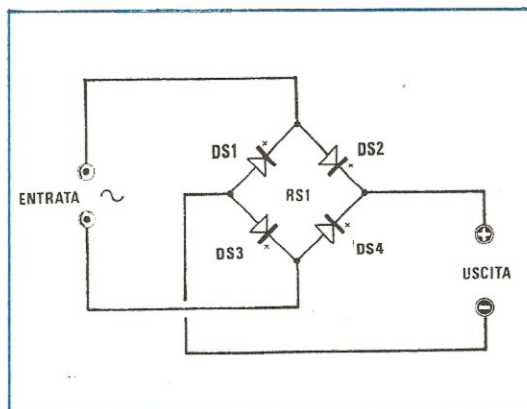 DS1
DS2
ENTRATA ~
RS1
DS3
DS4
USCITA
+
-